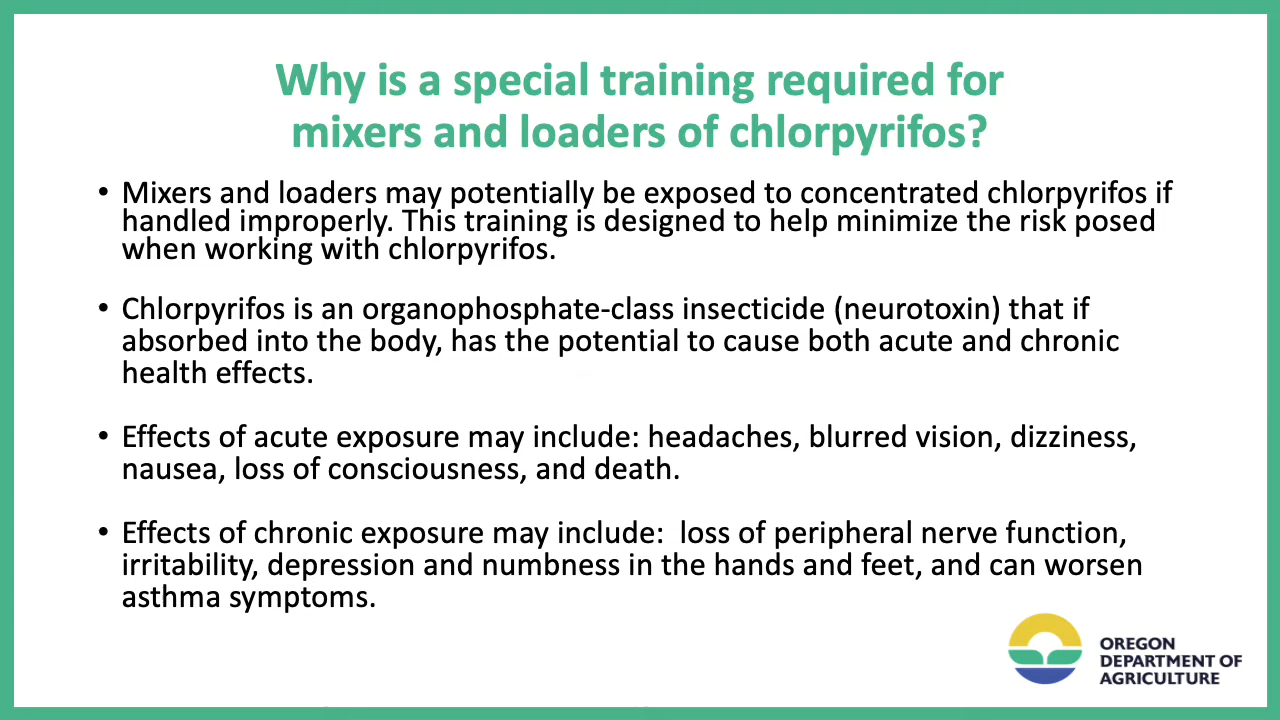 Why is a special training required for
mixers and loaders of chlorpyrifos?
• Mixers and loaders may potentially be exposed to concentrated chlorpyrifos if
handled improperly. This training is designed to help minimize the risk posed
when working with chlorpyrifos.
• Chlorpyrifos is an organophosphate-class insecticide (neurotoxin) that if
absorbed into the body, has the potential to cause both acute and chronic
health effects.
• Effects of acute exposure may include: headaches, blurred vision, dizziness,
nausea, loss of consciousness, and death.
• Effects of chronic exposure may include:  loss of peripheral nerve function,
irritability, depression and numbness in the hands and feet, and can worsen
asthma symptoms.
OREGON
DEPARTMENT OF
AGRICULTURE